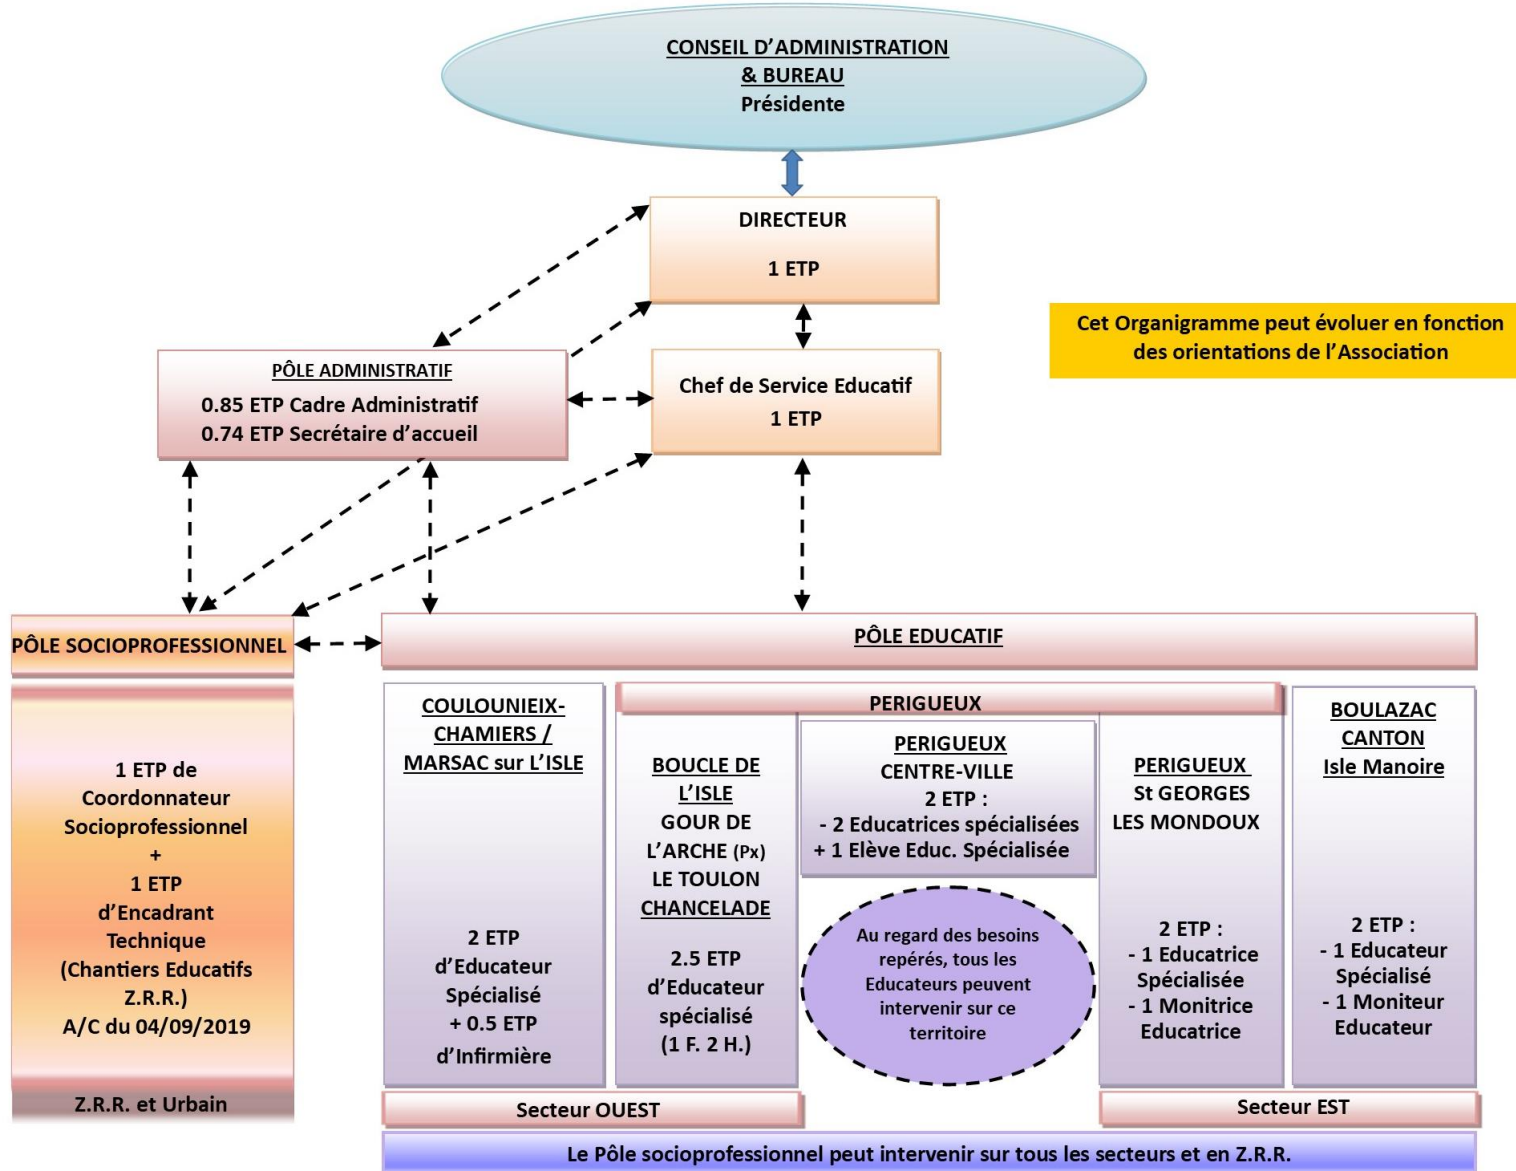 CONSEIL D’ADMINISTRATION
& BUREAU
Présidente
DIRECTEUR
1 ETP
Cet Organigramme peut évoluer en fonction
des orientations de l’Association
PÔLE ADMINISTRATIF
0.85 ETP Cadre Administratif
0.74 ETP Secrétaire d’accueil
Chef de Service Educatif
1 ETP
PÔLE SOCIOPROFESSIONNEL
1 ETP de
Coordonnateur
Socioprofessionnel
+
1 ETP
d’Encadrant
Technique
(Chantiers Educatifs
Z.R.R.)
A/C du 04/09/2019
Z.R.R. et Urbain
PÔLE EDUCATIF
COULOUNIEIX-
CHAMIERS /
MARSAC sur L’ISLE
2 ETP
d’Educateur
Spécialisé
+ 0.5 ETP
d’Infirmière
PERIGUEUX
BOUCLE DE
L’ISLE
GOUR DE
L’ARCHE (Px)
LE TOULON
CHANCELADE
2.5 ETP
d’Educateur
spécialisé
(1 F. 2 H.)
PERIGUEUX
CENTRE-VILLE
2 ETP :
- 2 Educatrices spécialisées
+ 1 Elève Educ. Spécialisée
Au regard des besoins
repérés, tous les
Educateurs peuvent
intervenir sur ce
territoire
PERIGUEUX
St GEORGES
LES MONDOUX
2 ETP :
- 1 Educatrice
Spécialisée
- 1 Monitrice
Educatrice
BOULAZAC
CANTON
Isle Manoire
2 ETP :
- 1 Educateur
Spécialisé
- 1 Moniteur
Educateur
Secteur OUEST
Secteur EST
Le Pôle socioprofessionnel peut intervenir sur tous les secteurs et en Z.R.R.